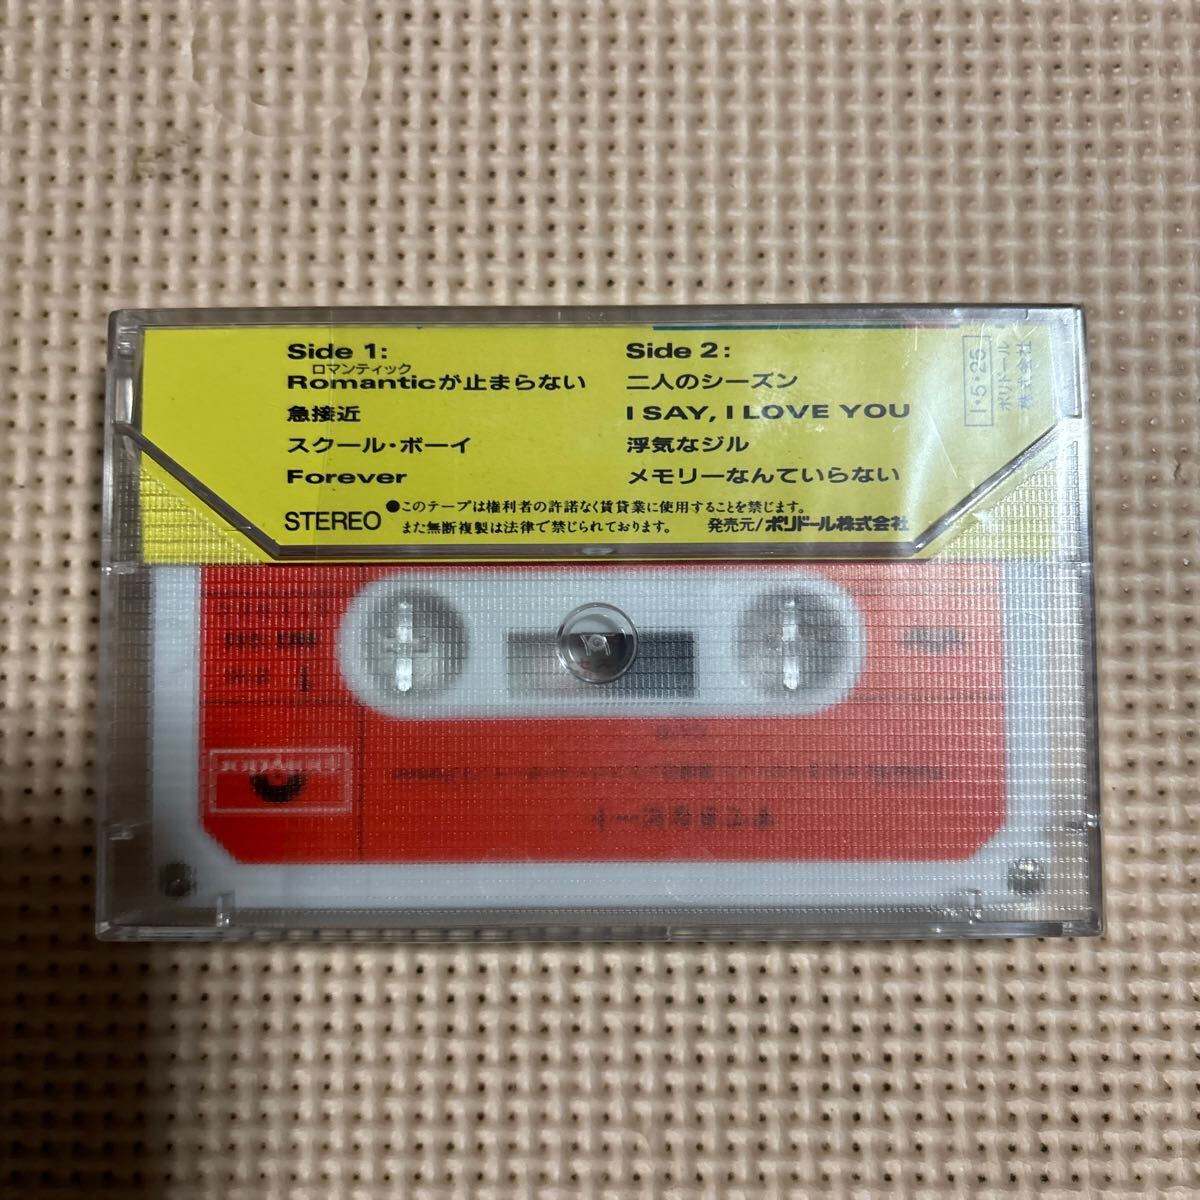 Side 1:
ロマンティック
Romanticが止まらない
急接近
スクール・ボーイ
Forever
Side 2:
二人のシーズン
I SAY, I LOVE YOU
浮気なジル
メモリーなんていらない
STEREO
●このテープは権利者の許諾なく賃貸業に使用することを禁じます。
また無断複製は法律で禁じられております。
発売元/ポリドール株式会社
1・5・25
ポリドール
株式会社
polydor